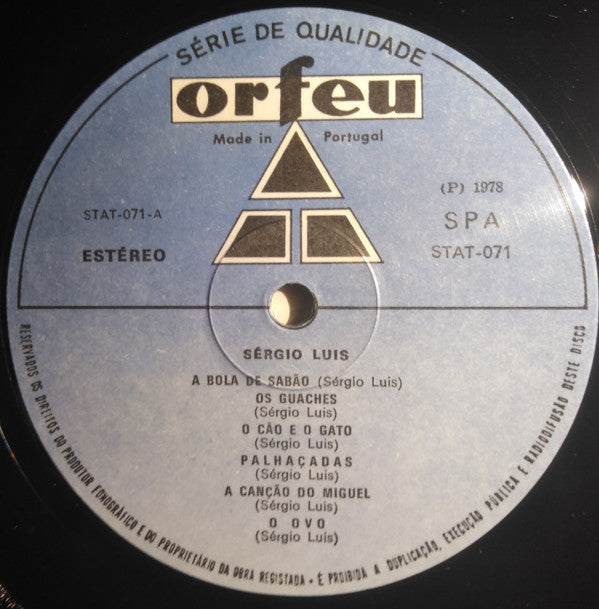 SÉRIE DE QUALIDADE
orfeu
Made in Portugal
STAT-071-A
ESTÉREO
(P) 1978
SPA
STAT-071
SÉRGIO LUIS
A BOLA DE SABÃO (Sérgio Luis)
OS GUACHES
(Sérgio Luis)
O CÃO E O GATO
(Sérgio Luis)
PALHAÇADAS
(Sérgio Luis)
A CANÇÃO DO MIGUEL
(Sérgio Luis)
O OVO
(Sérgio Luis)
RESERVADOS OS DIREITOS DO PRODUTOR FONOGRÁFICO E DO PROPRIETÁRIO DA OBRA REGISTADA • É PROIBIDA A DUPLICAÇÃO, EXECUÇÃO PÚBLICA E RADIODIFUSÃO DESTE DISCO